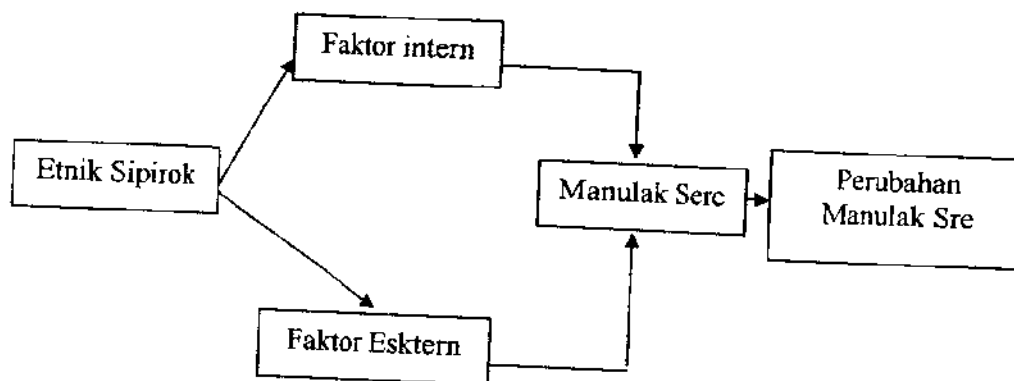 Faktor intern
Etnik Sipirok
Manulak Serc
Perubahan
Manulak Sre
Faktor Esktern